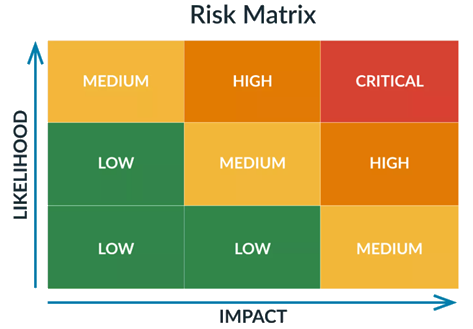 Risk Matrix
LIKELIHOOD
MEDIUM HIGH CRITICAL
LOW MEDIUM HIGH
LOW LOW MEDIUM
IMPACT